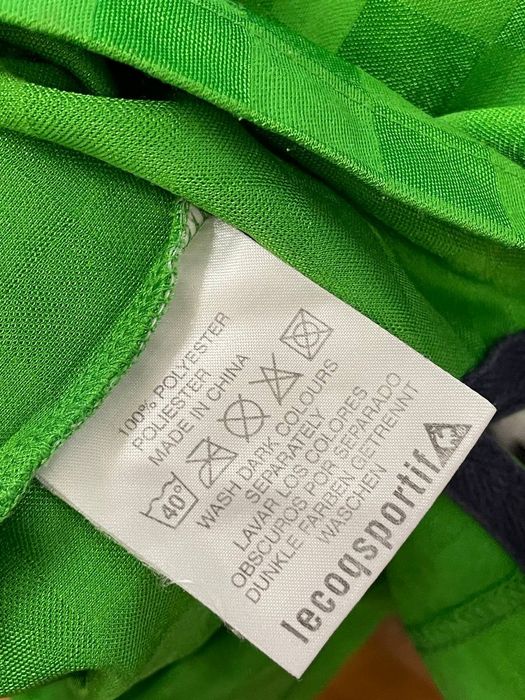 100% POLYESTER
POLIESTER
MADE IN CHINA
40°
WASH DARK COLOURS
SEPARATELY
LAVAR LOS COLORES
OBSCUROS POR SEPARADO
DUNKLE FARBEN GETRENNT
WASCHEN
lecoqsportif